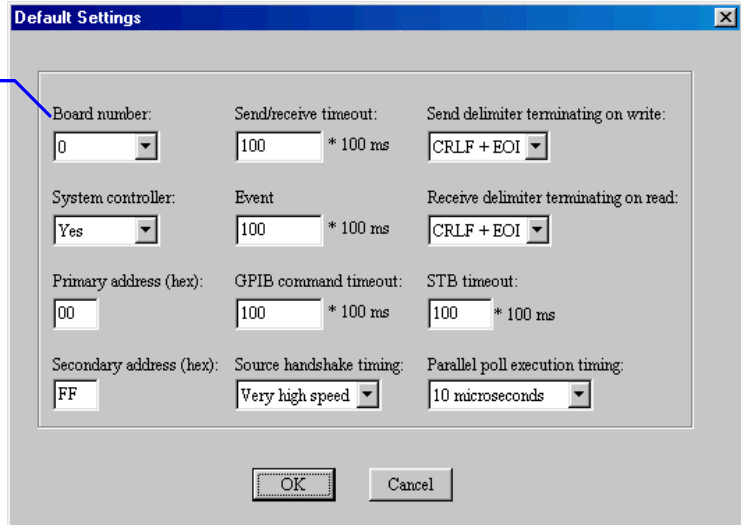 Default Settings
Board number:
Send/receive timeout:
Send delimiter terminating on write:
0
100 * 100 ms
CRLF + EOI
System controller:
Event
Receive delimiter terminating on read:
Yes
100 * 100 ms
CRLF + EOI
Primary address (hex):
GPIB command timeout:
STB timeout:
00
100 * 100 ms
100 * 100 ms
Secondary address (hex):
Source handshake timing:
Parallel poll execution timing:
FF
Very high speed
10 microseconds
OK
Cancel